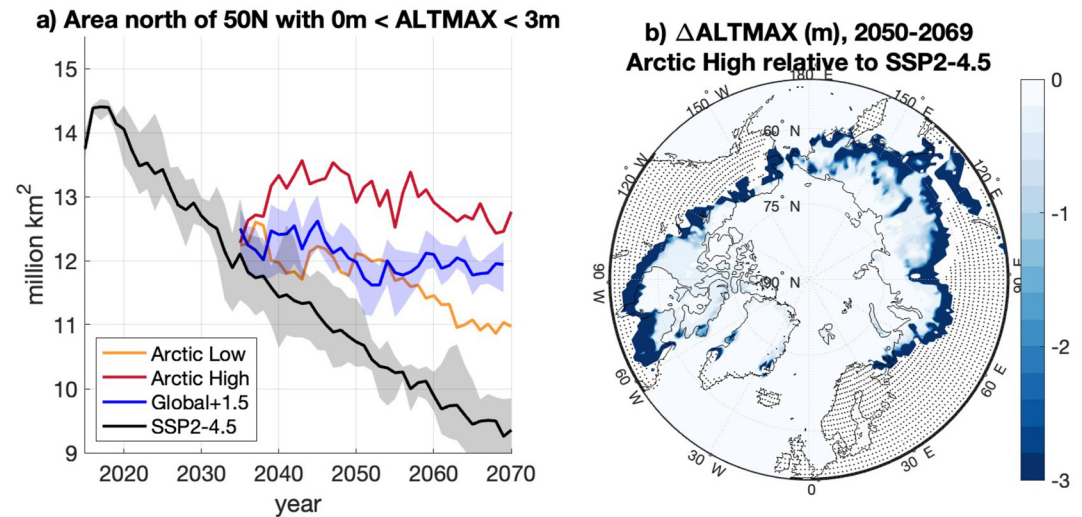 a) Area north of 50N with 0m < ALTMAX < 3m
15
14
13
12
11
10
9
million km²
2020
2030
2040
2050
2060
2070
year
Arctic Low
Arctic High
Global+1.5
SSP2-4.5
b) △ALTMAX (m), 2050-2069
Arctic High relative to SSP2-4.5
180° E
150° W
150° E
120° W
120° E
90° W
90° E
60° W
60° E
30° W
30° E
0
60° N
75° N
90° N
0
-1
-2
-3